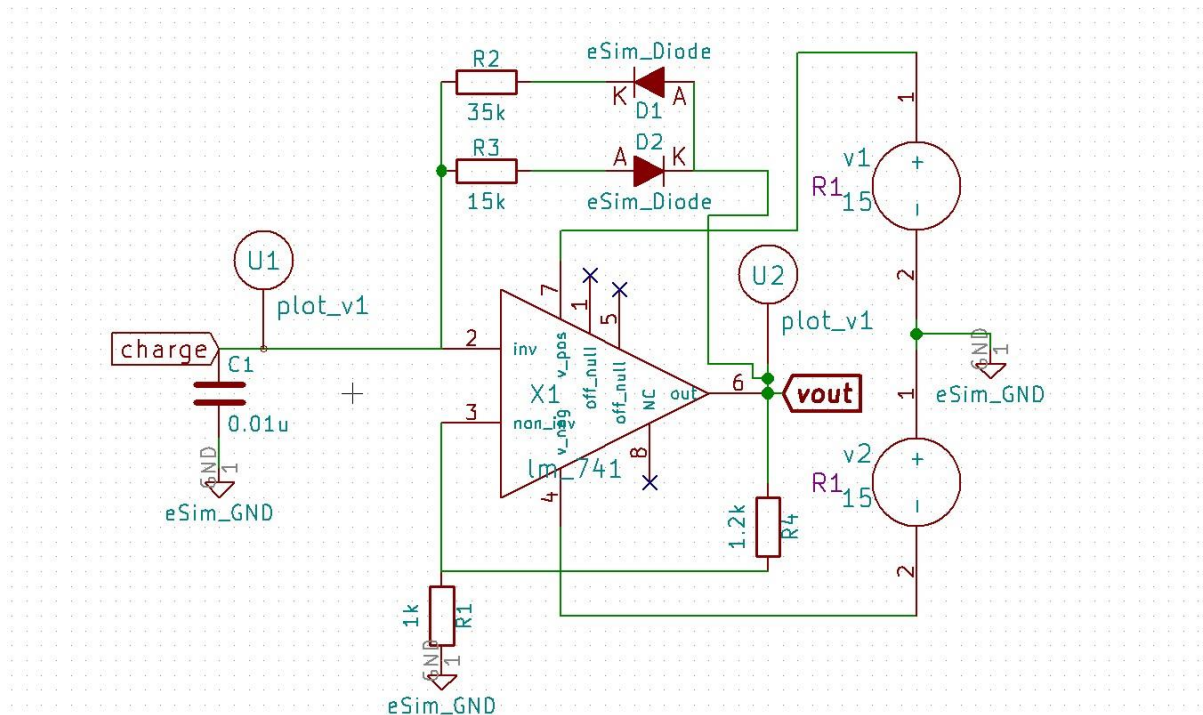 eSim_Diode
R2
K
A
35k
D1
D2
R3
A
K
15k
eSim_Diode
1
v1
+
R1
15
-
2
U1
plot_v1
U2
plot_v1
7
1
5
charge
2
inv
v_pos
off_null
off_null
C1
0.01u
X1
NC
out
6
vout
GND
1
eSim_GND
3
non_inv
v_neg
lm_741
8
4
GND
1
eSim_GND
1
v2
+
R1
15
-
2
1.2k
R4
1k
R1
GND
1
eSim_GND